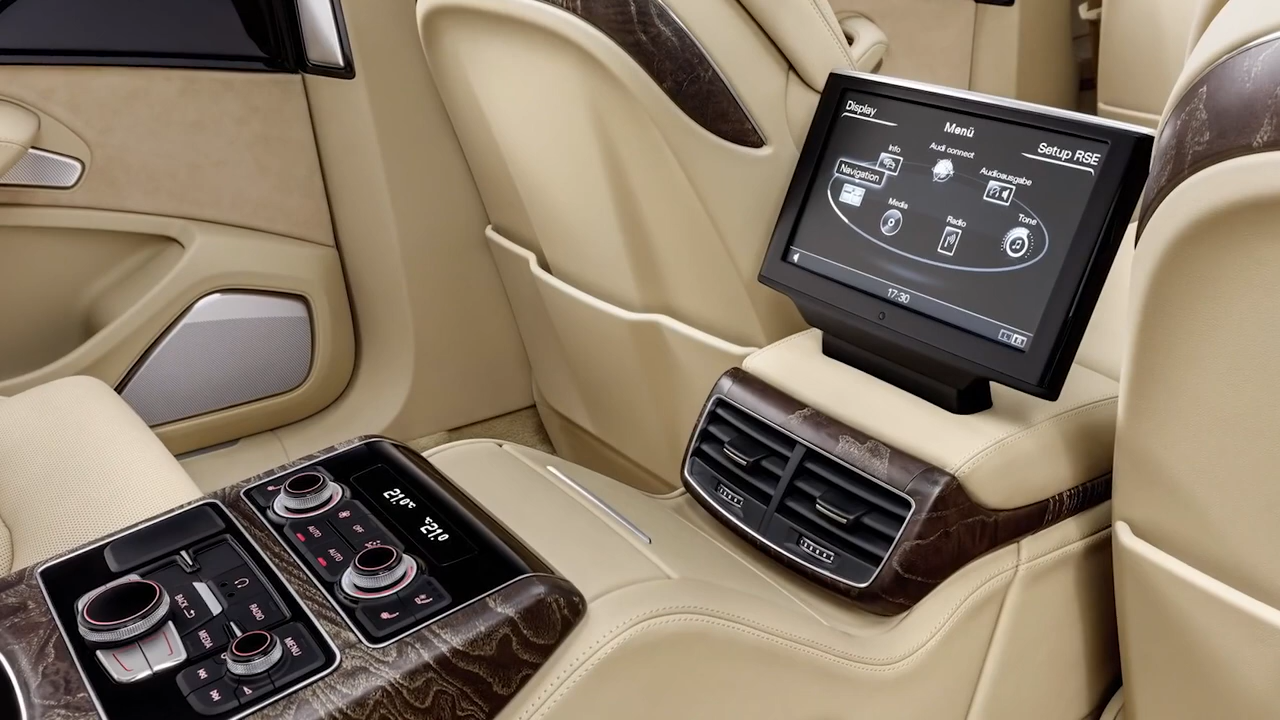 Display
Menü
Setup RSE
Info
Audi connect
Audioausgabe
Navigation
Media
Radio
Tone
17:30
L R
21.0°C
°C21.0
AUTO
OFF
AUTO
BACK
RADIO
MEDIA
MENU